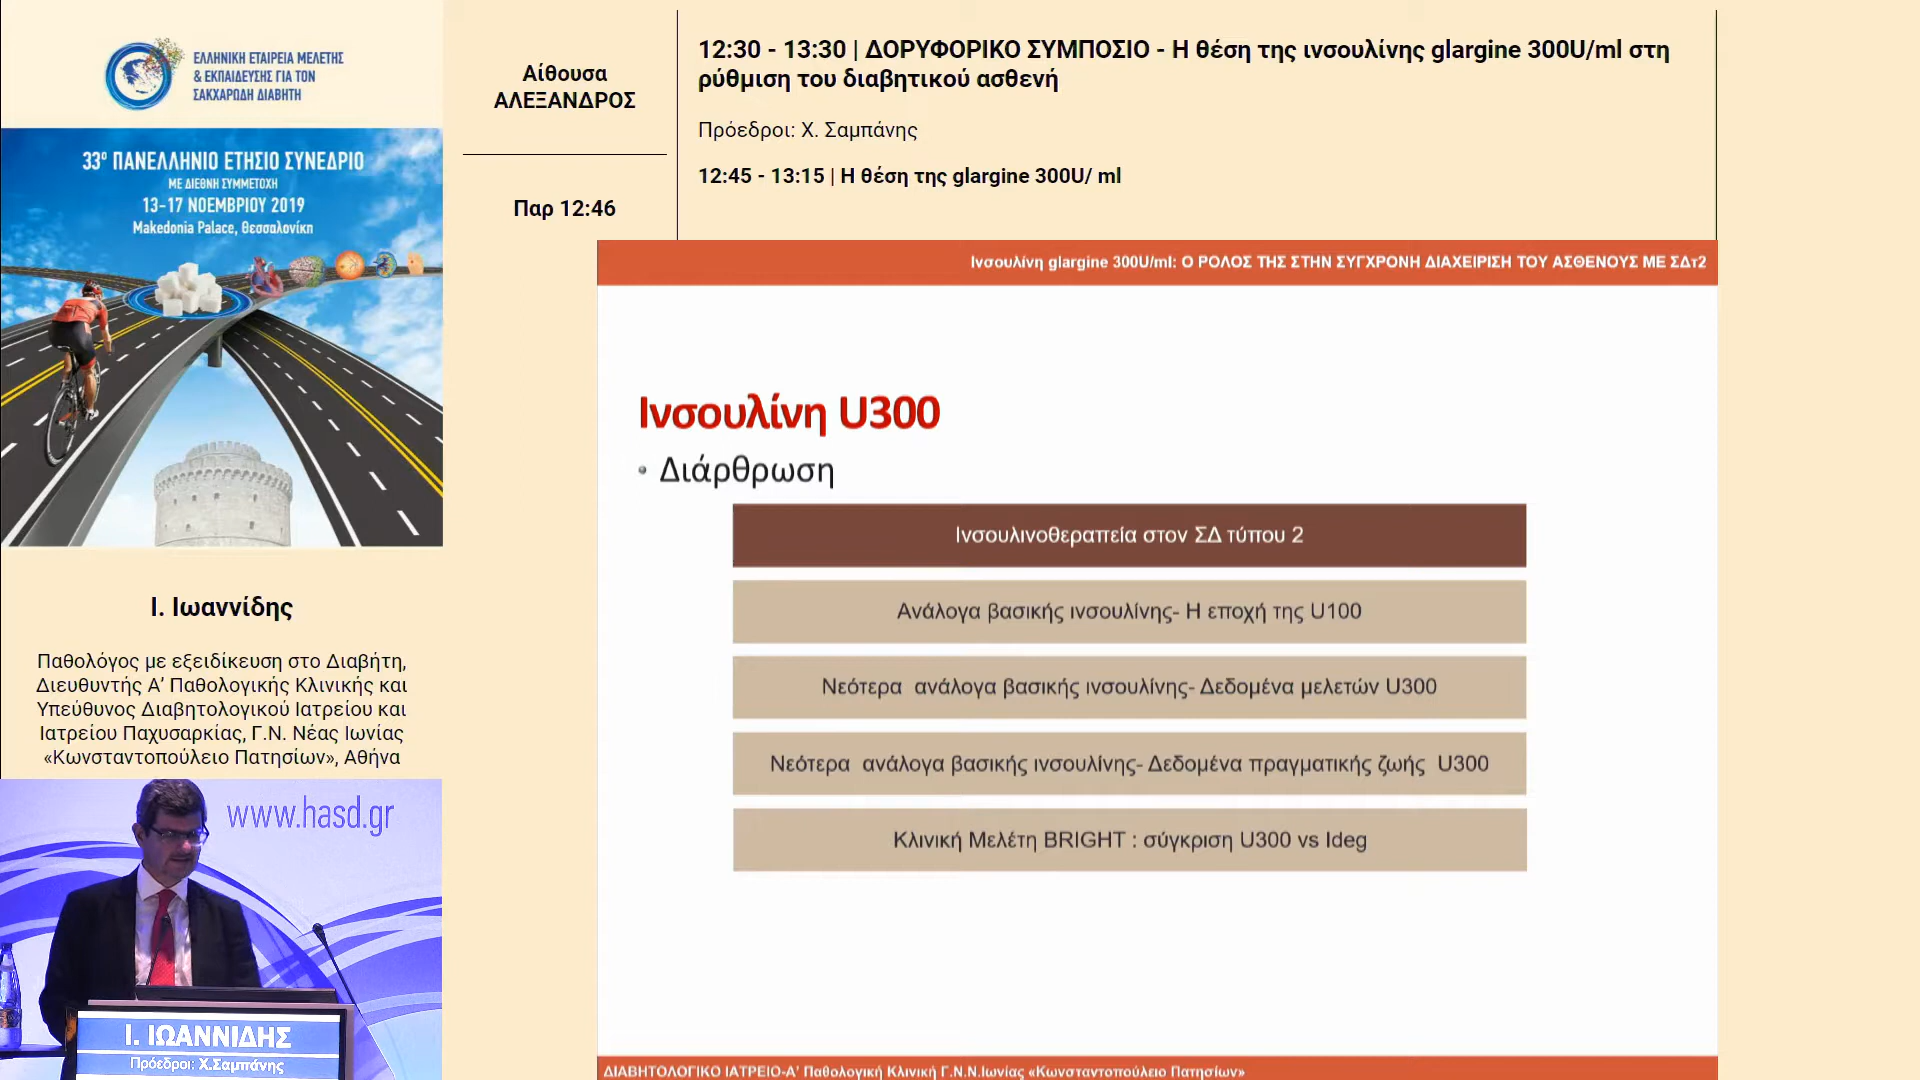 ΕΛΛΗΝΙΚΗ ΕΤΑΙΡΕΙΑ ΜΕΛΕΤΗΣ
& ΕΚΠΑΙΔΕΥΣΗΣ ΓΙΑ ΤΟΝ
ΣΑΚΧΑΡΩΔΗ ΔΙΑΒΗΤΗ
33ο ΠΑΝΕΛΛΗΝΙΟ ΕΤΗΣΙΟ ΣΥΝΕΔΡΙΟ
ΜΕ ΔΙΕΘΝΗ ΣΥΜΜΕΤΟΧΗ
13-17 ΝΟΕΜΒΡΙΟΥ 2019
Makedonia Palace, Θεσσαλονίκη
Ι. Ιωαννίδης
Παθολόγος με εξειδίκευση στο Διαβήτη,
Διευθυντής Α’ Παθολογικής Κλινικής και
Υπεύθυνος Διαβητολογικού Ιατρείου και
Ιατρείου Παχυσαρκίας, Γ.Ν. Νέας Ιωνίας
«Κωνσταντοπούλειο Πατησίων», Αθήνα
www.hasd.gr
Ι. ΙΩΑΝΝΙΔΗΣ
Πρόεδροι: Χ.Σαμπάνης
Αίθουσα
ΑΛΕΞΑΝΔΡΟΣ
Παρ 12:46
12:30 - 13:30 | ΔΟΡΥΦΟΡΙΚΟ ΣΥΜΠΟΣΙΟ - Η θέση της ινσουλίνης glargine 300U/ml στη
ρύθμιση του διαβητικού ασθενή
Πρόεδροι: Χ. Σαμπάνης
12:45 - 13:15 | Η θέση της glargine 300U/ ml
Ινσουλίνη glargine 300U/ml: Ο ΡΟΛΟΣ ΤΗΣ ΣΤΗΝ ΣΥΓΧΡΟΝΗ ΔΙΑΧΕΙΡΙΣΗ ΤΟΥ ΑΣΘΕΝΟΥΣ ΜΕ ΣΔτ2
Ινσουλίνη U300
• Διάρθρωση
Ινσουλινοθεραπεία στον ΣΔ τύπου 2
Ανάλογα βασικής ινσουλίνης- Η εποχή της U100
Νεότερα ανάλογα βασικής ινσουλίνης- Δεδομένα μελετών U300
Νεότερα ανάλογα βασικής ινσουλίνης- Δεδομένα πραγματικής ζωής U300
Κλινική Μελέτη BRIGHT : σύγκριση U300 vs Ideg
ΔΙΑΒΗΤΟΛΟΓΙΚΟ ΙΑΤΡΕΙΟ-Α’ Παθολογική Κλινική Γ.Ν.Ν.Ιωνίας «Κωνσταντοπούλειο Πατησίων»